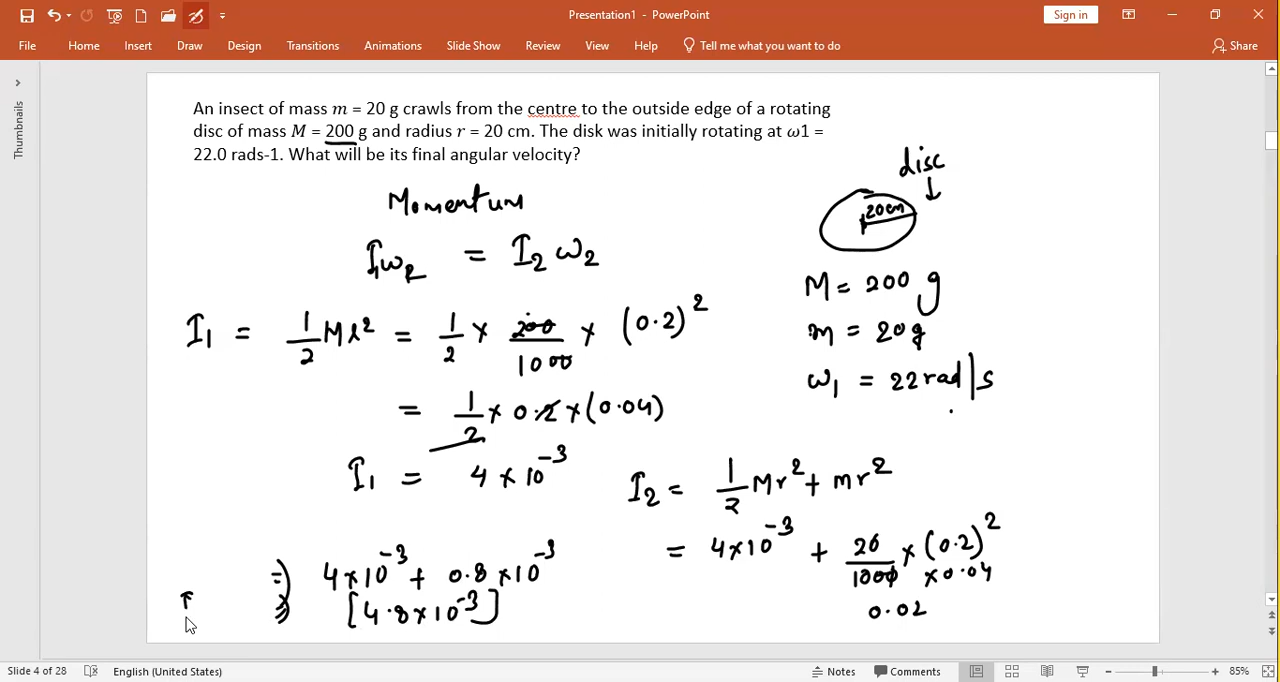 Presentation1 - PowerPoint
Sign in
File Home Insert Draw Design Transitions Animations Slide Show Review View Help Tell me what you want to do Share
Thumbnails
An insect of mass m = 20 g crawls from the centre to the outside edge of a rotating
disc of mass M = 200 g and radius r = 20 cm. The disk was initially rotating at ω1 =
22.0 rads-1. What will be its final angular velocity?
disc
↓
20cm
Momentum
I₁ω₂ = I₂ω₂
M = 200 g
m = 20g
ω₁ = 22 rad/s
I₁ = 1/2 Mr² = 1/2 × 200/1000 × (0.2)²
= 1/2 × 0.2 × (0.04)
I₁ = 4 × 10⁻³
I₂ = 1/2 Mr² + mr²
= 4×10⁻³ + 20/1000 × (0.2)²
×0.04
0.02
⇒ 4×10⁻³ + 0.8×10⁻³
[4.8×10⁻³]
Slide 4 of 28 English (United States) Notes Comments 85%